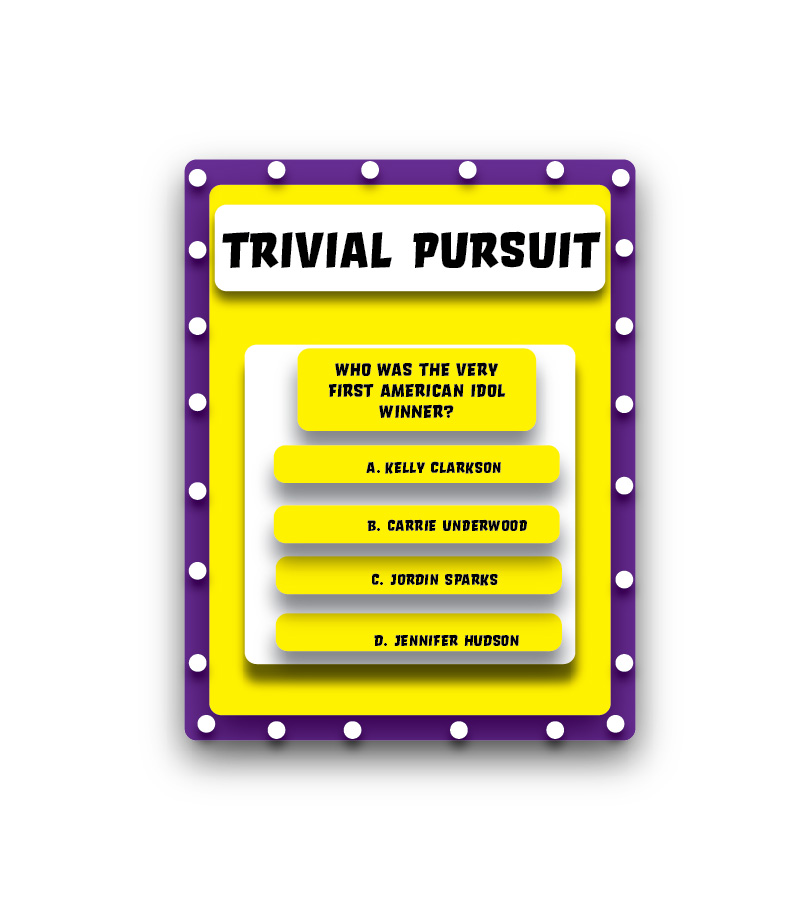 TRIVIAL PURSUIT
WHO WAS THE VERY
FIRST AMERICAN IDOL
WINNER?
A. KELLY CLARKSON
B. CARRIE UNDERWOOD
C. JORDIN SPARKS
D. JENNIFER HUDSON